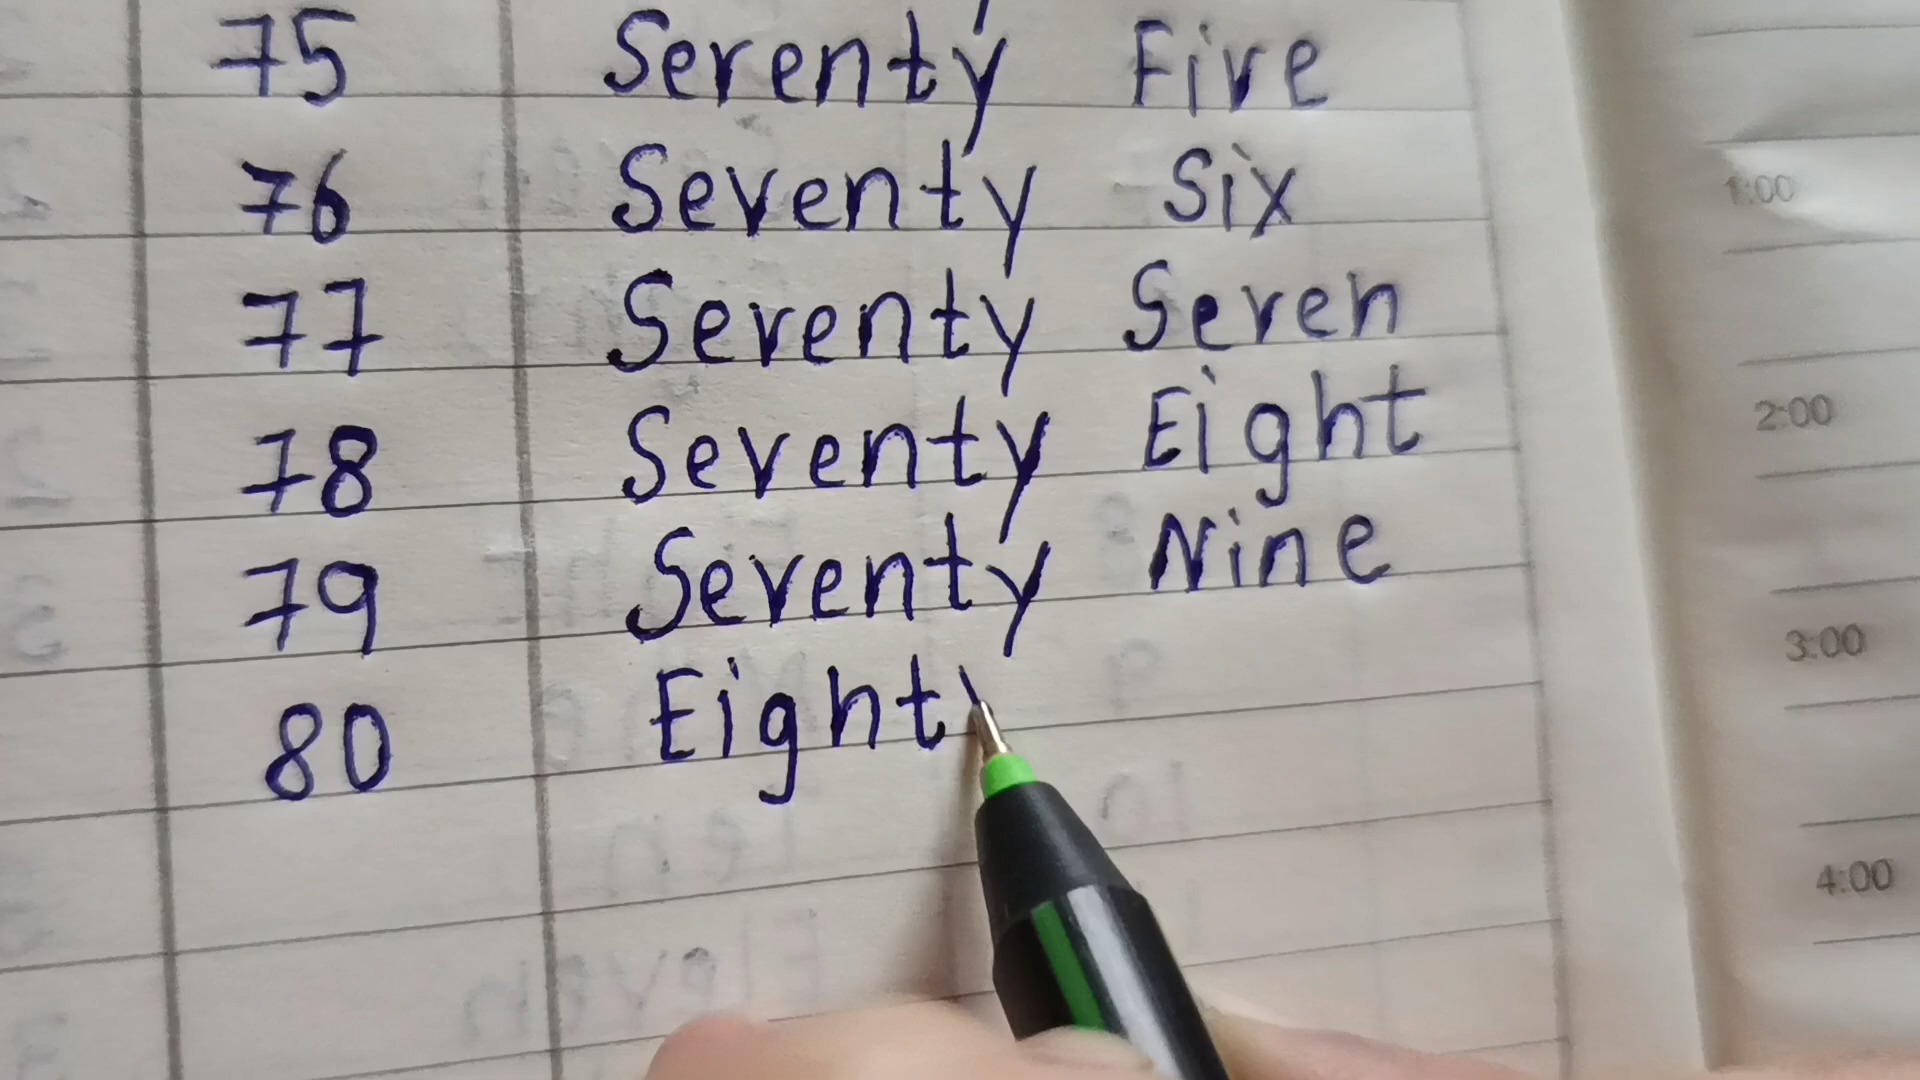 75 Seventy Five
76 Seventy Six
77 Seventy Seven
78 Seventy Eight
79 Seventy Nine
80 Eight
1:00
2:00
3:00
4:00